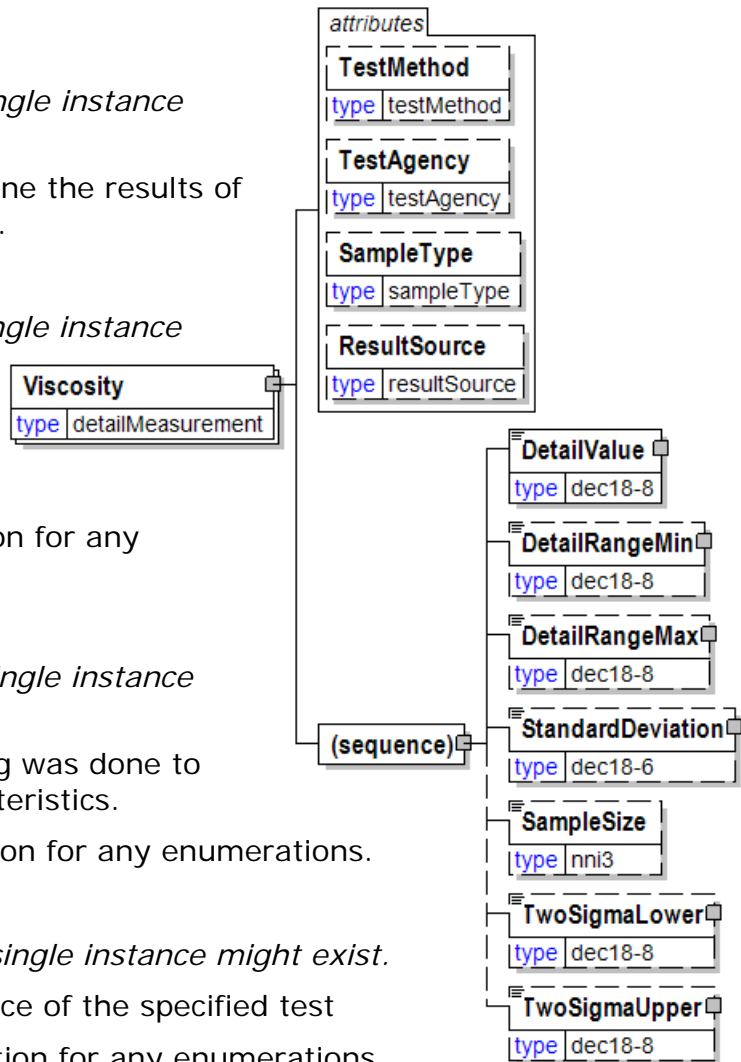 ngle instance
ne the results of
.
ngle instance
on for any
ingle instance
g was done to
teristics.
on for any enumerations.
single instance might exist.
ce of the specified test
tion for any enumerations
Viscosity
type detailMeasurement
attributes
TestMethod
type testMethod
TestAgency
type testAgency
SampleType
type sampleType
ResultSource
type resultSource
(sequence)
DetailValue
type dec18-8
DetailRangeMin
type dec18-8
DetailRangeMax
type dec18-8
StandardDeviation
type dec18-6
SampleSize
type nni3
TwoSigmaLower
type dec18-8
TwoSigmaUpper
type dec18-8